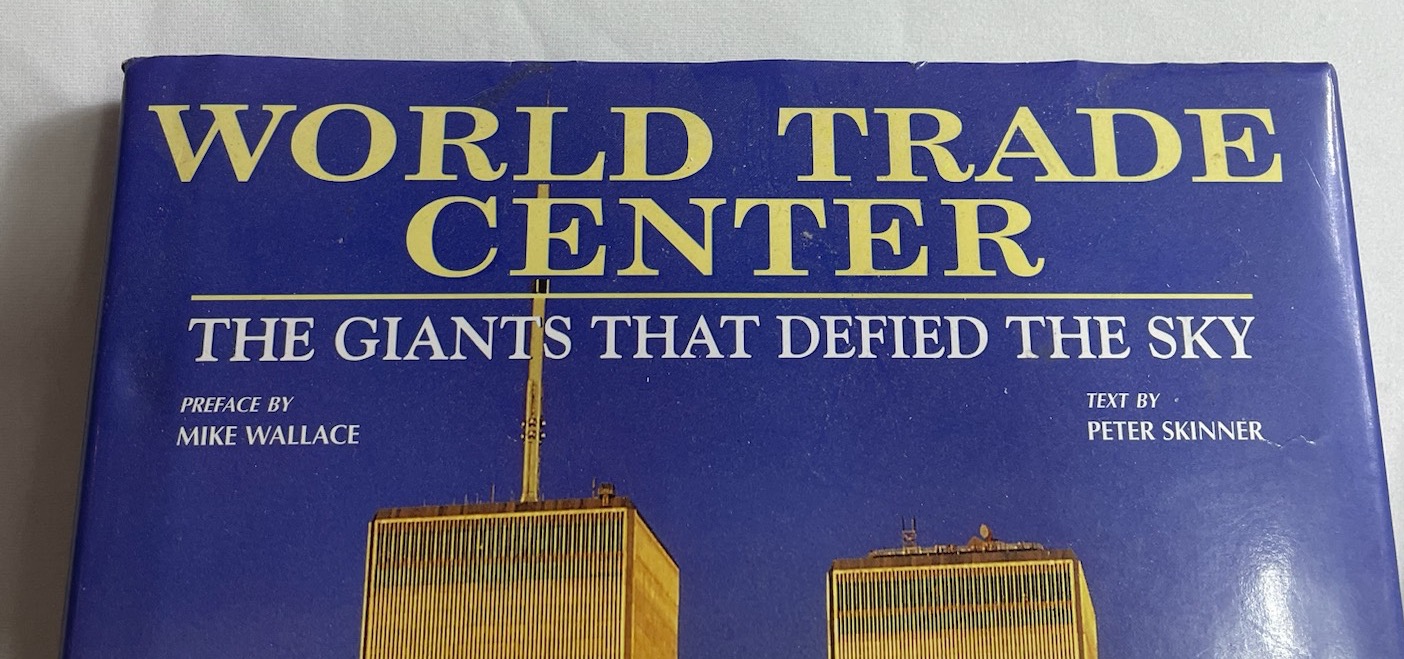 WORLD TRADE
CENTER
THE GIANTS THAT DEFIED THE SKY
PREFACE BY
MIKE WALLACE
TEXT BY
PETER SKINNER